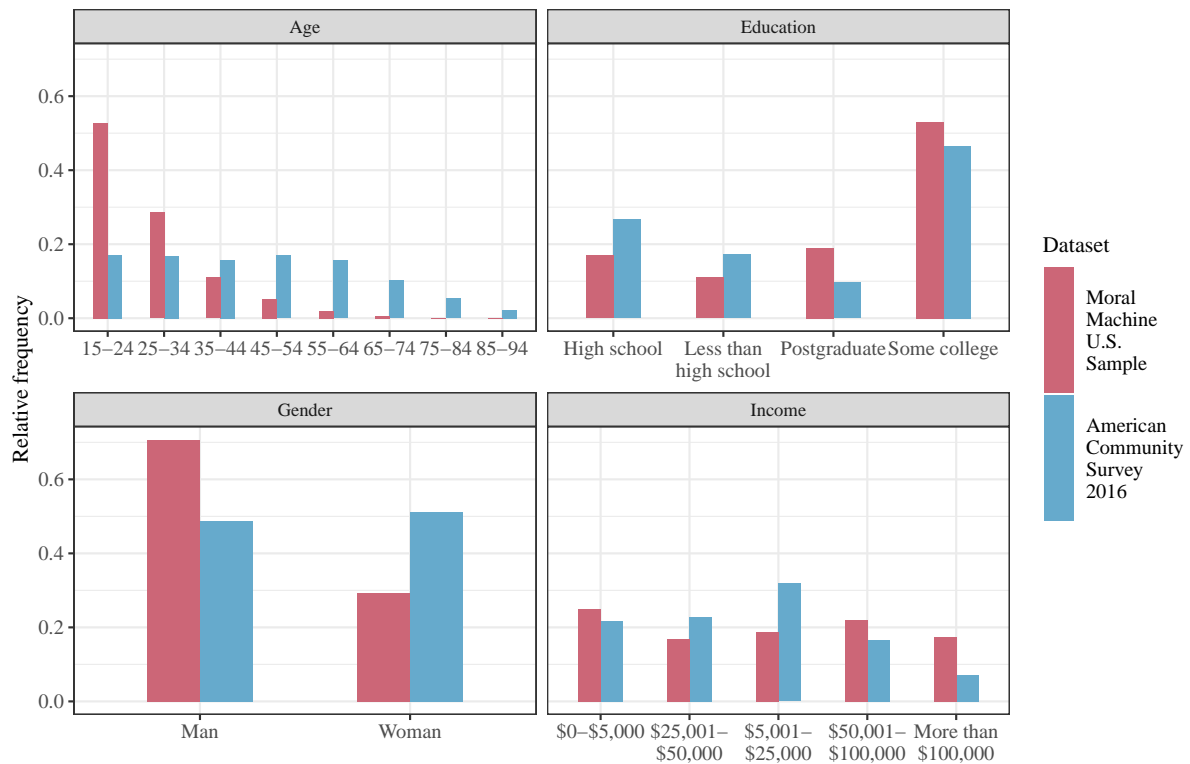 Age
Education
Relative frequency
0.6
0.4
0.2
0.0
15–24 25–34 35–44 45–54 55–64 65–74 75–84 85–94
High school
Less than
high school
Postgraduate
Some college
Gender
Income
0.6
0.4
0.2
0.0
Man
Woman
$0–$5,000
$25,001–
$50,000
$5,001–
$25,000
$50,001–
$100,000
More than
$100,000
Dataset
Moral
Machine
U.S.
Sample
American
Community
Survey
2016